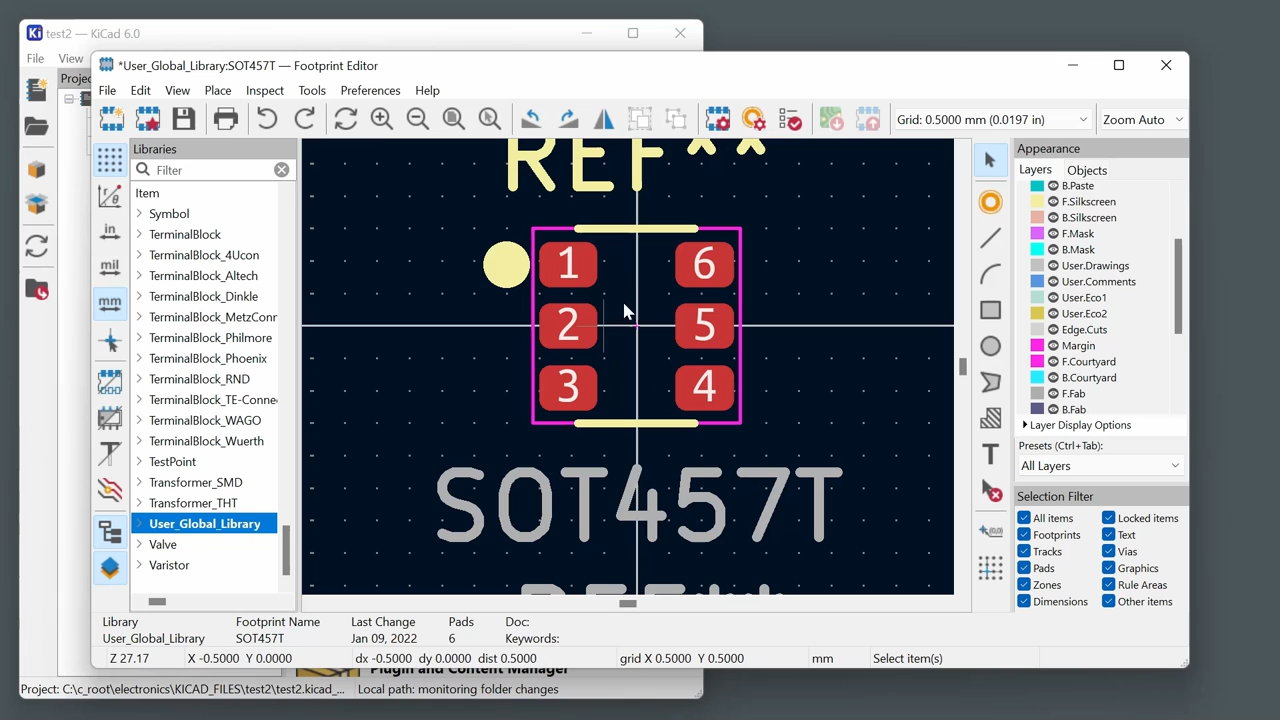 test2 — KiCad 6.0
File View
Projec
*User_Global_Library:SOT457T — Footprint Editor
File Edit View Place Inspect Tools Preferences Help
Grid: 0.5000 mm (0.0197 in)
Zoom Auto
Libraries
Filter
Item
Symbol
TerminalBlock
TerminalBlock_4Ucon
TerminalBlock_Altech
TerminalBlock_Dinkle
TerminalBlock_MetzConn
TerminalBlock_Philmore
TerminalBlock_Phoenix
TerminalBlock_RND
TerminalBlock_TE-Connec
TerminalBlock_WAGO
TerminalBlock_Wuerth
TestPoint
Transformer_SMD
Transformer_THT
User_Global_Library
Valve
Varistor
in
mil
mm
REF**
1 6
2 5
3 4
SOT457T
T
(0,0)
Appearance
Layers Objects
B.Paste
F.Silkscreen
B.Silkscreen
F.Mask
B.Mask
User.Drawings
User.Comments
User.Eco1
User.Eco2
Edge.Cuts
Margin
F.Courtyard
B.Courtyard
F.Fab
B.Fab
Layer Display Options
Presets (Ctrl+Tab):
All Layers
Selection Filter
All items Locked items
Footprints Text
Tracks Vias
Pads Graphics
Zones Rule Areas
Dimensions Other items
Library Footprint Name Last Change Pads Doc:
User_Global_Library SOT457T Jan 09, 2022 6 Keywords:
Z 27.17 X -0.5000 Y 0.0000 dx -0.5000 dy 0.0000 dist 0.5000 grid X 0.5000 Y 0.5000 mm Select item(s)
Plugin and Content Manager
Project: C:\c_root\electronics\KICAD_FILES\test2\test2.kicad_... Local path: monitoring folder changes